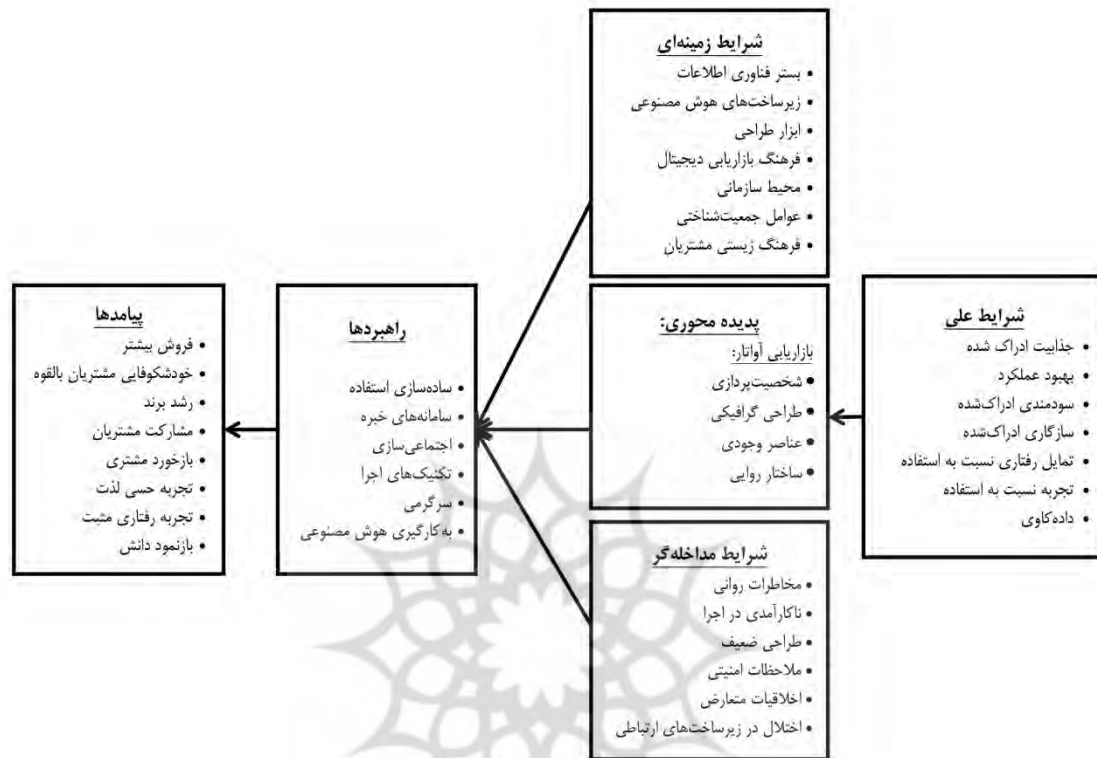 شرایط زمینه‌ای
• بستر فناوری اطلاعات
• زیرساخت‌های هوش مصنوعی
• ابزار طراحی
• فرهنگ بازاریابی دیجیتال
• محیط سازمانی
• عوامل جمعیت‌شناختی
• فرهنگ زیستی مشتریان
شرایط علی
• جذابیت ادراک شده
• بهبود عملکرد
• سودمندی ادراک‌شده
• سازگاری ادراک‌شده
• تمایل رفتاری نسبت به استفاده
• تجربه نسبت به استفاده
• داده‌کاوی
پدیده محوری:
بازاریابی آواتار:
• شخصیت‌پردازی
• طراحی گرافیکی
• عناصر وجودی
• ساختار روایی
شرایط مداخله‌گر
• مخاطرات روانی
• ناکارآمدی در اجرا
• طراحی ضعیف
• ملاحظات امنیتی
• اخلاقیات متعارض
• اختلال در زیرساخت‌های ارتباطی
راهبردها
• ساده‌سازی استفاده
• سامانه‌های خبره
• اجتماعی‌سازی
• تکنیک‌های اجرا
• سرگرمی
• به‌کارگیری هوش مصنوعی
پیامدها
• فروش بیشتر
• خودشکوفایی مشتریان بالقوه
• رشد برند
• مشارکت مشتریان
• بازخورد مشتری
• تجربه حسی لذت
• تجربه رفتاری مثبت
• بازنمود دانش